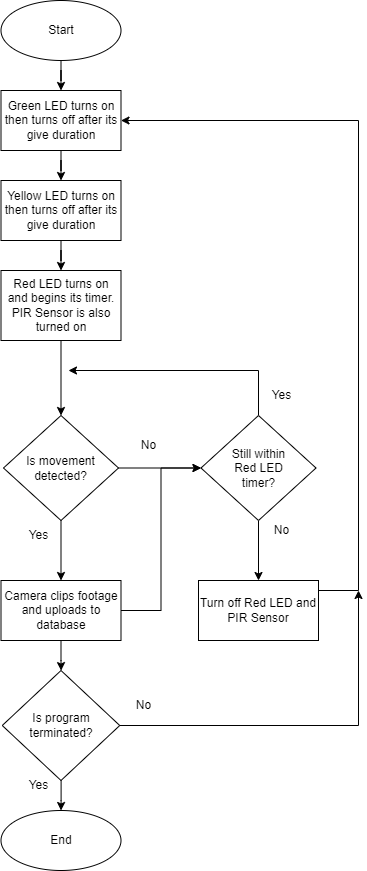 Start
Green LED turns on
then turns off after its
give duration
Yellow LED turns on
then turns off after its
give duration
Red LED turns on
and begins its timer.
PIR Sensor is also
turned on
Yes
No
Is movement
detected?
Still within
Red LED
timer?
Yes
No
Camera clips footage
and uploads to
database
Turn off Red LED and
PIR Sensor
No
Is program
terminated?
Yes
End